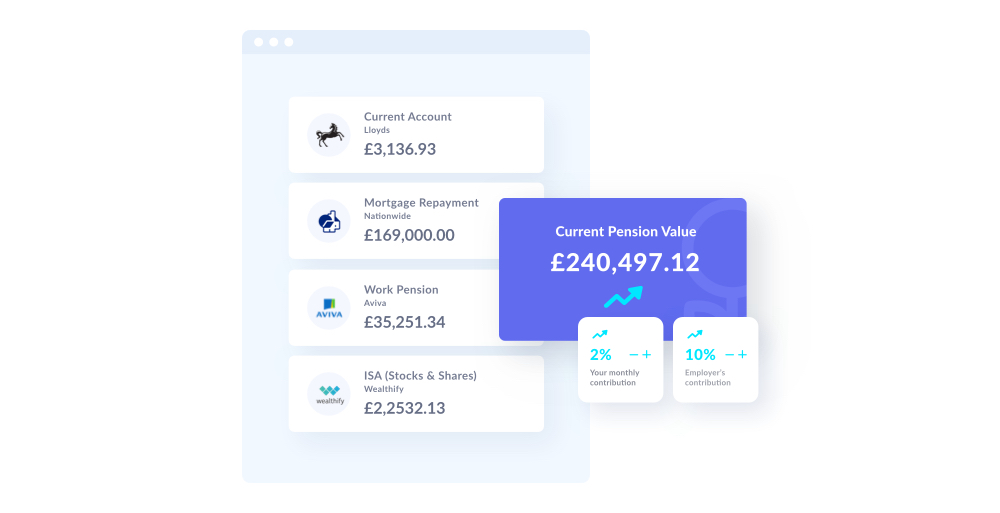 Current Account
Lloyds
£3,136.93
Mortgage Repayment
Nationwide
£169,000.00
Work Pension
AVIVA
Aviva
£35,251.34
ISA (Stocks & Shares)
wealthify
Wealthify
£2,2532.13
Current Pension Value
£240,497.12
2% − +
Your monthly
contribution
10% − +
Employer's
contribution